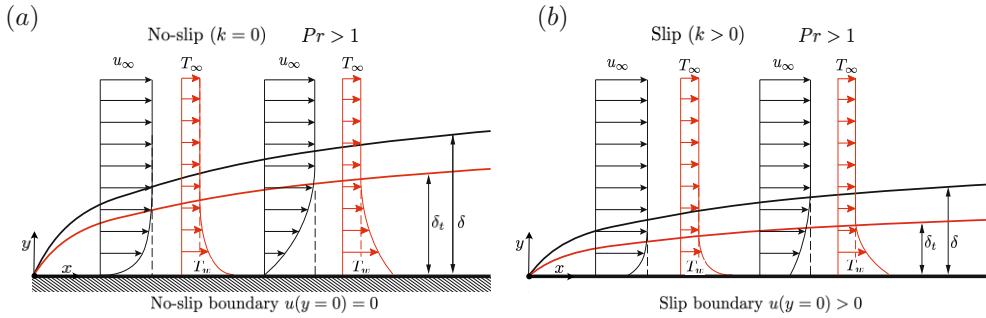 (a)
No-slip (k = 0) Pr > 1
u∞ T∞ u∞ T∞
δt δ
y
x
Tw Tw
No-slip boundary u(y = 0) = 0
(b)
Slip (k > 0) Pr > 1
u∞ T∞ u∞ T∞
δt δ
y
x
Tw Tw
Slip boundary u(y = 0) > 0